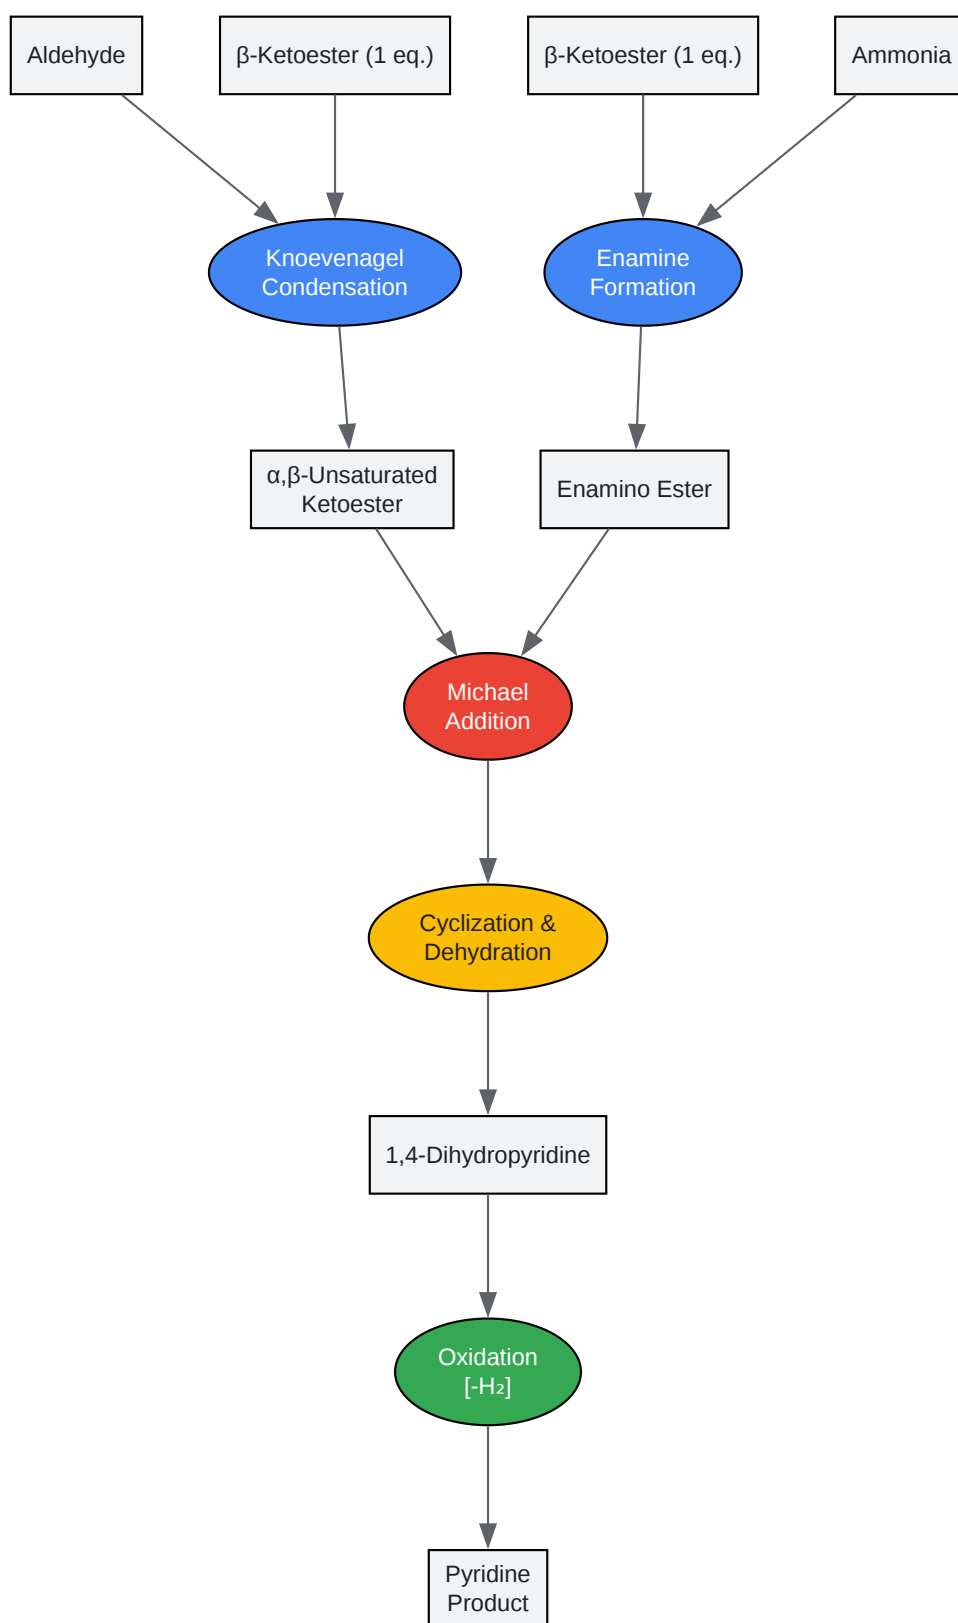 Aldehyde
β-Ketoester (1 eq.)
β-Ketoester (1 eq.)
Ammonia
Knoevenagel
Condensation
Enamine
Formation
α,β-Unsaturated
Ketoester
Enamino Ester
Michael
Addition
Cyclization &
Dehydration
1,4-Dihydropyridine
Oxidation
[-H₂]
Pyridine
Product